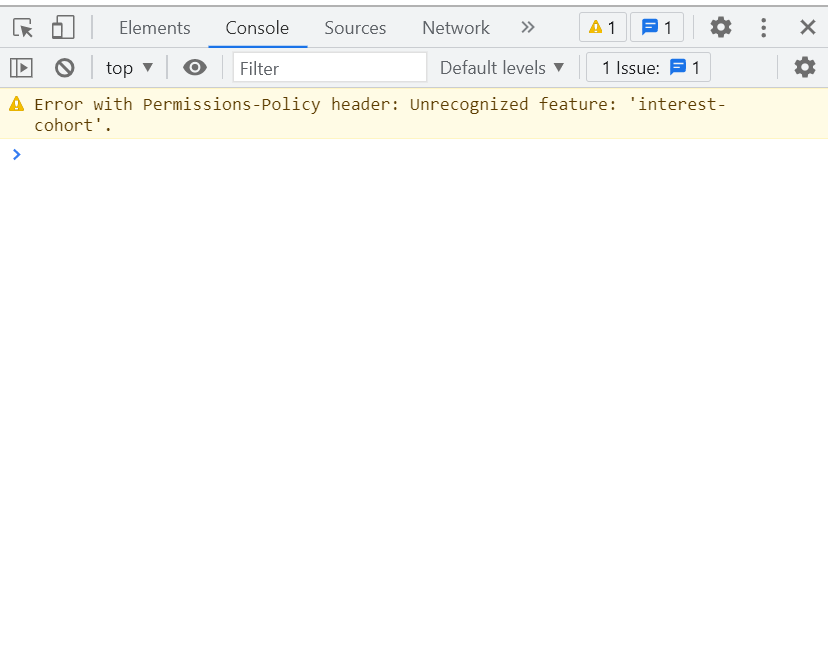 Elements Console Sources Network 1 1
top Filter Default levels 1 Issue: 1
Error with Permissions-Policy header: Unrecognized feature: 'interest-
cohort'.